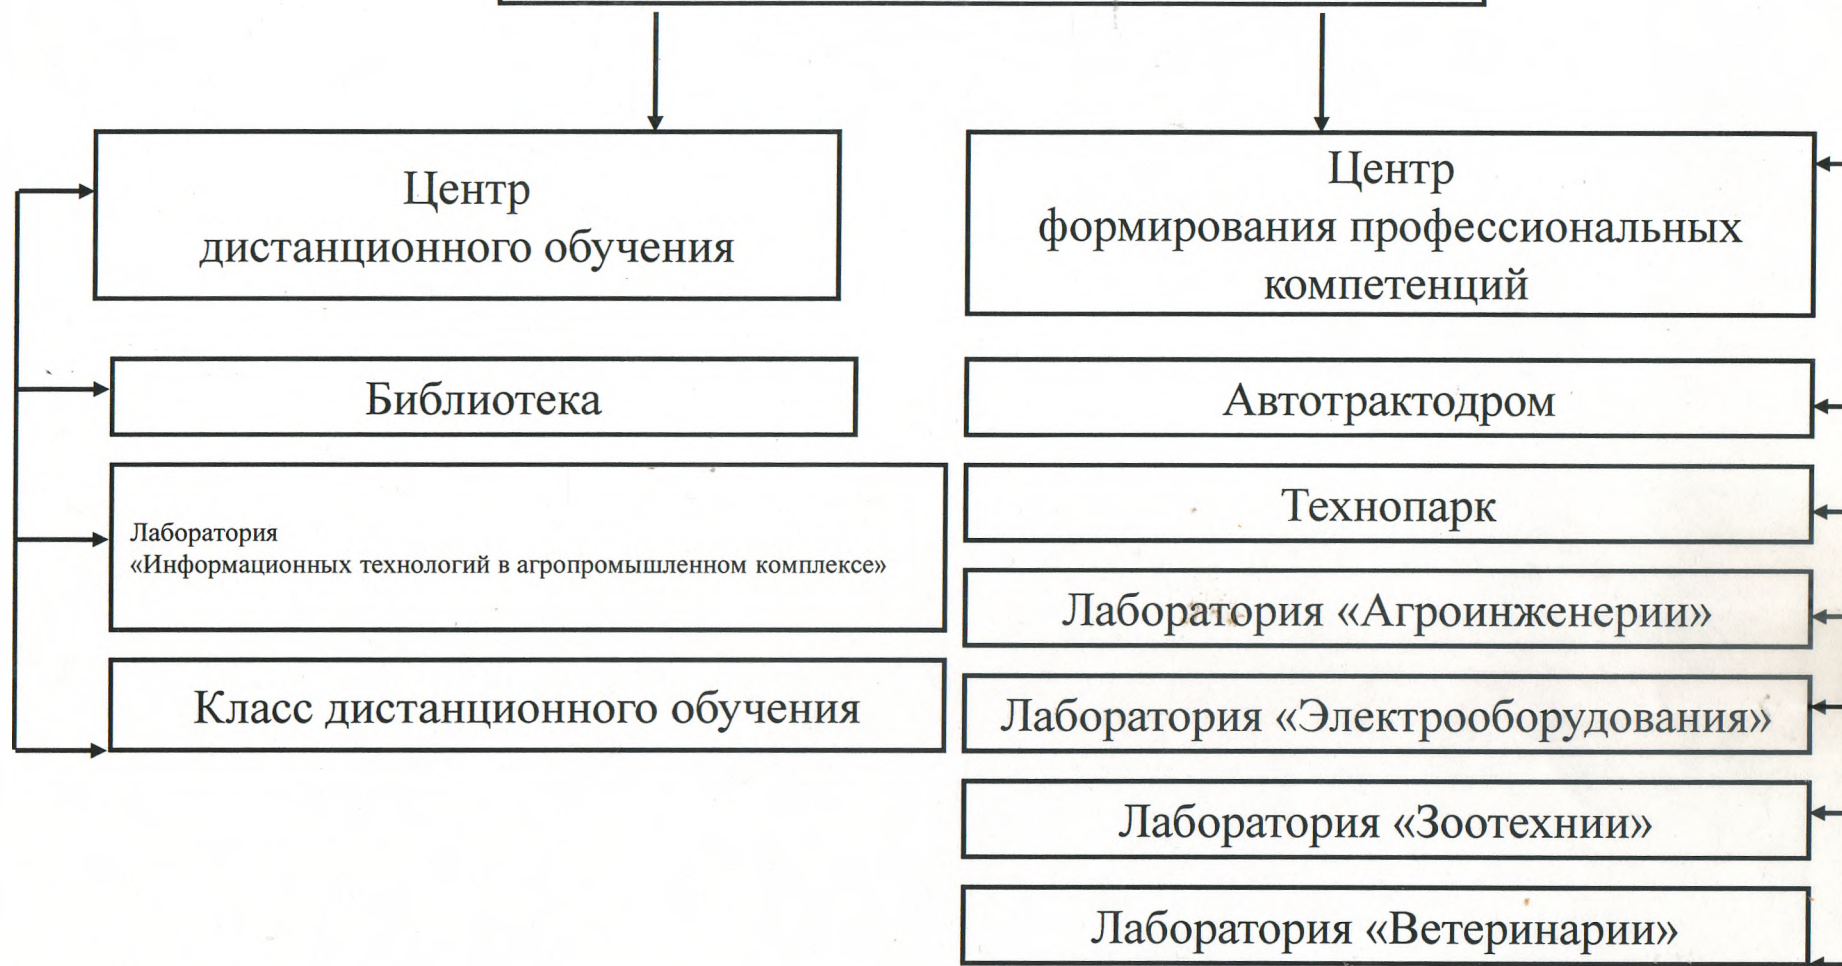 Центр
дистанционного обучения
Библиотека
Лаборатория
«Информационных технологий в агропромышленном комплексе»
Класс дистанционного обучения
Центр
формирования профессиональных
компетенций
Автотрактодром
Технопарк
Лаборатория «Агроинженерии»
Лаборатория «Электрооборудования»
Лаборатория «Зоотехнии»
Лаборатория «Ветеринарии»